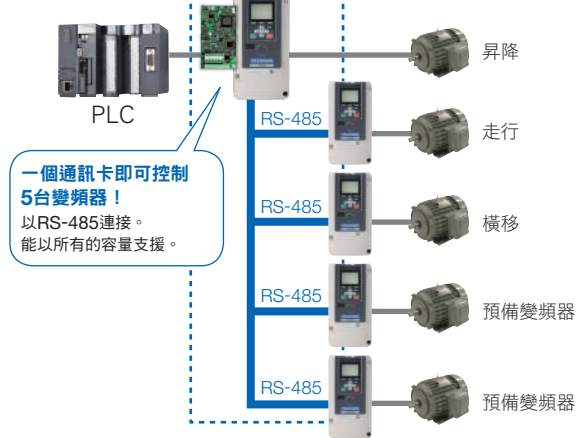 昇降
PLC
RS-485
走行
一個通訊卡即可控制
5台變頻器！
以RS-485連接。
能以所有的容量支援。
RS-485
橫移
RS-485
預備變頻器
RS-485
預備變頻器